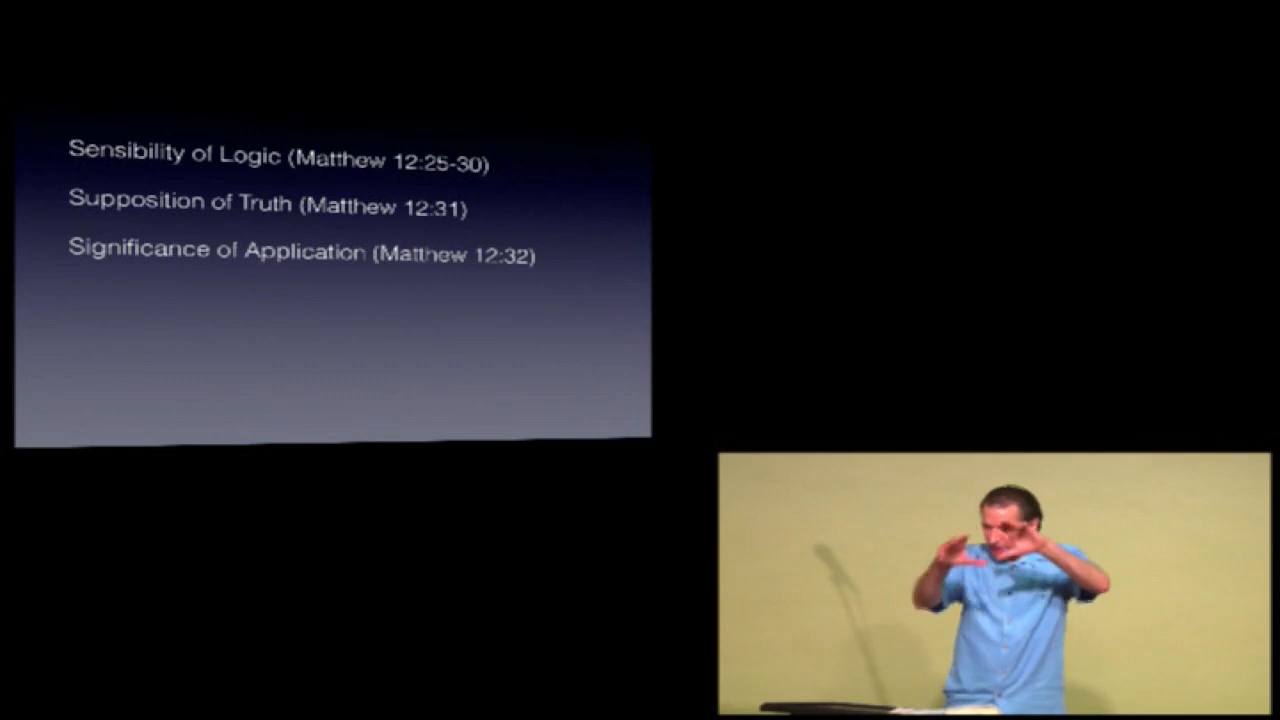 Sensibility of Logic (Matthew 12:25-30)
Supposition of Truth (Matthew 12:31)
Significance of Application (Matthew 12:32)